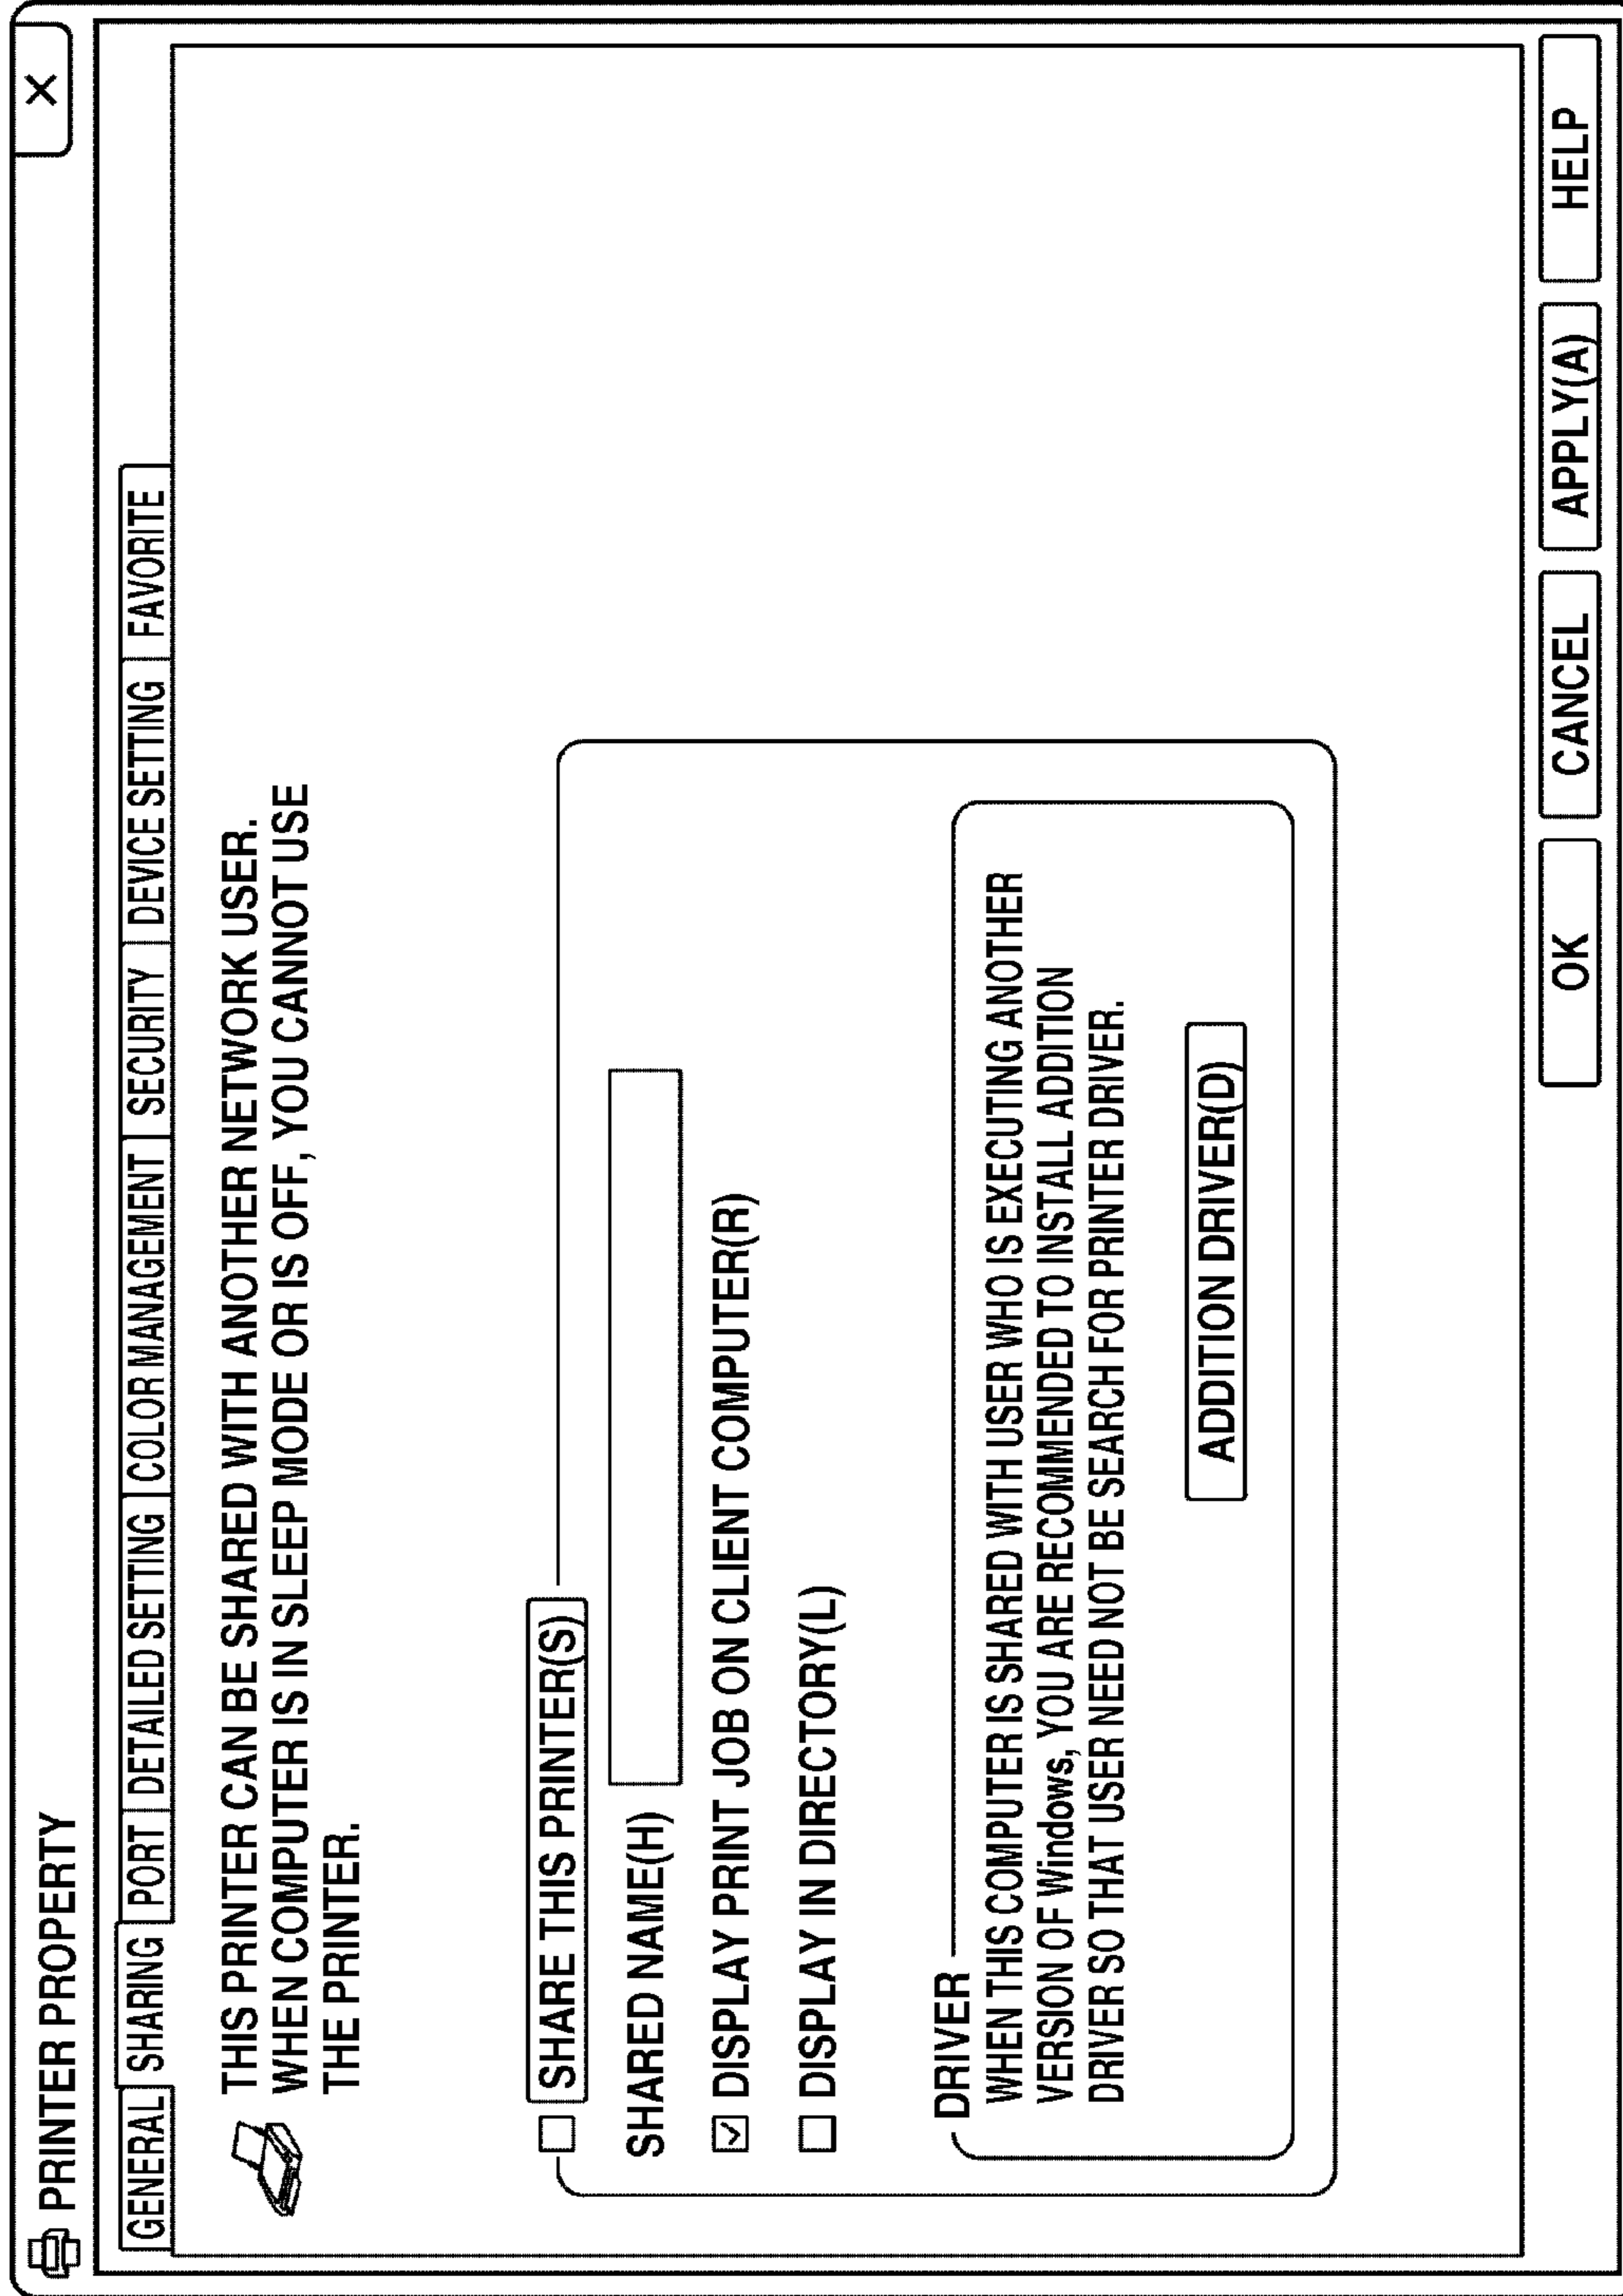 PRINTER PROPERTY
×
GENERAL SHARING PORT DETAILED SETTING COLOR MANAGEMENT SECURITY DEVICE SETTING FAVORITE
THIS PRINTER CAN BE SHARED WITH ANOTHER NETWORK USER.
WHEN COMPUTER IS IN SLEEP MODE OR IS OFF, YOU CANNOT USE
THE PRINTER.
SHARE THIS PRINTER(S)
SHARED NAME(H)
DISPLAY PRINT JOB ON CLIENT COMPUTER(R)
DISPLAY IN DIRECTORY(L)
DRIVER
WHEN THIS COMPUTER IS SHARED WITH USER WHO IS EXECUTING ANOTHER
VERSION OF Windows, YOU ARE RECOMMENDED TO INSTALL ADDITION
DRIVER SO THAT USER NEED NOT BE SEARCH FOR PRINTER DRIVER.
ADDITION DRIVER(D)
OK CANCEL APPLY(A) HELP